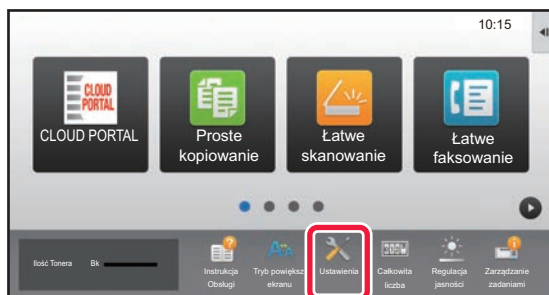 10:15
CLOUD
PORTAL
CLOUD PORTAL
Proste
kopiowanie
Łatwe
skanowanie
Łatwe
faksowanie
Ilość Tonera
Bk
Instrukcja
Obsługi
Tryb powiększ
ekranu
Ustawienia
Całkowita
liczba
Regulacja
jasności
Zarządzanie
zadaniami